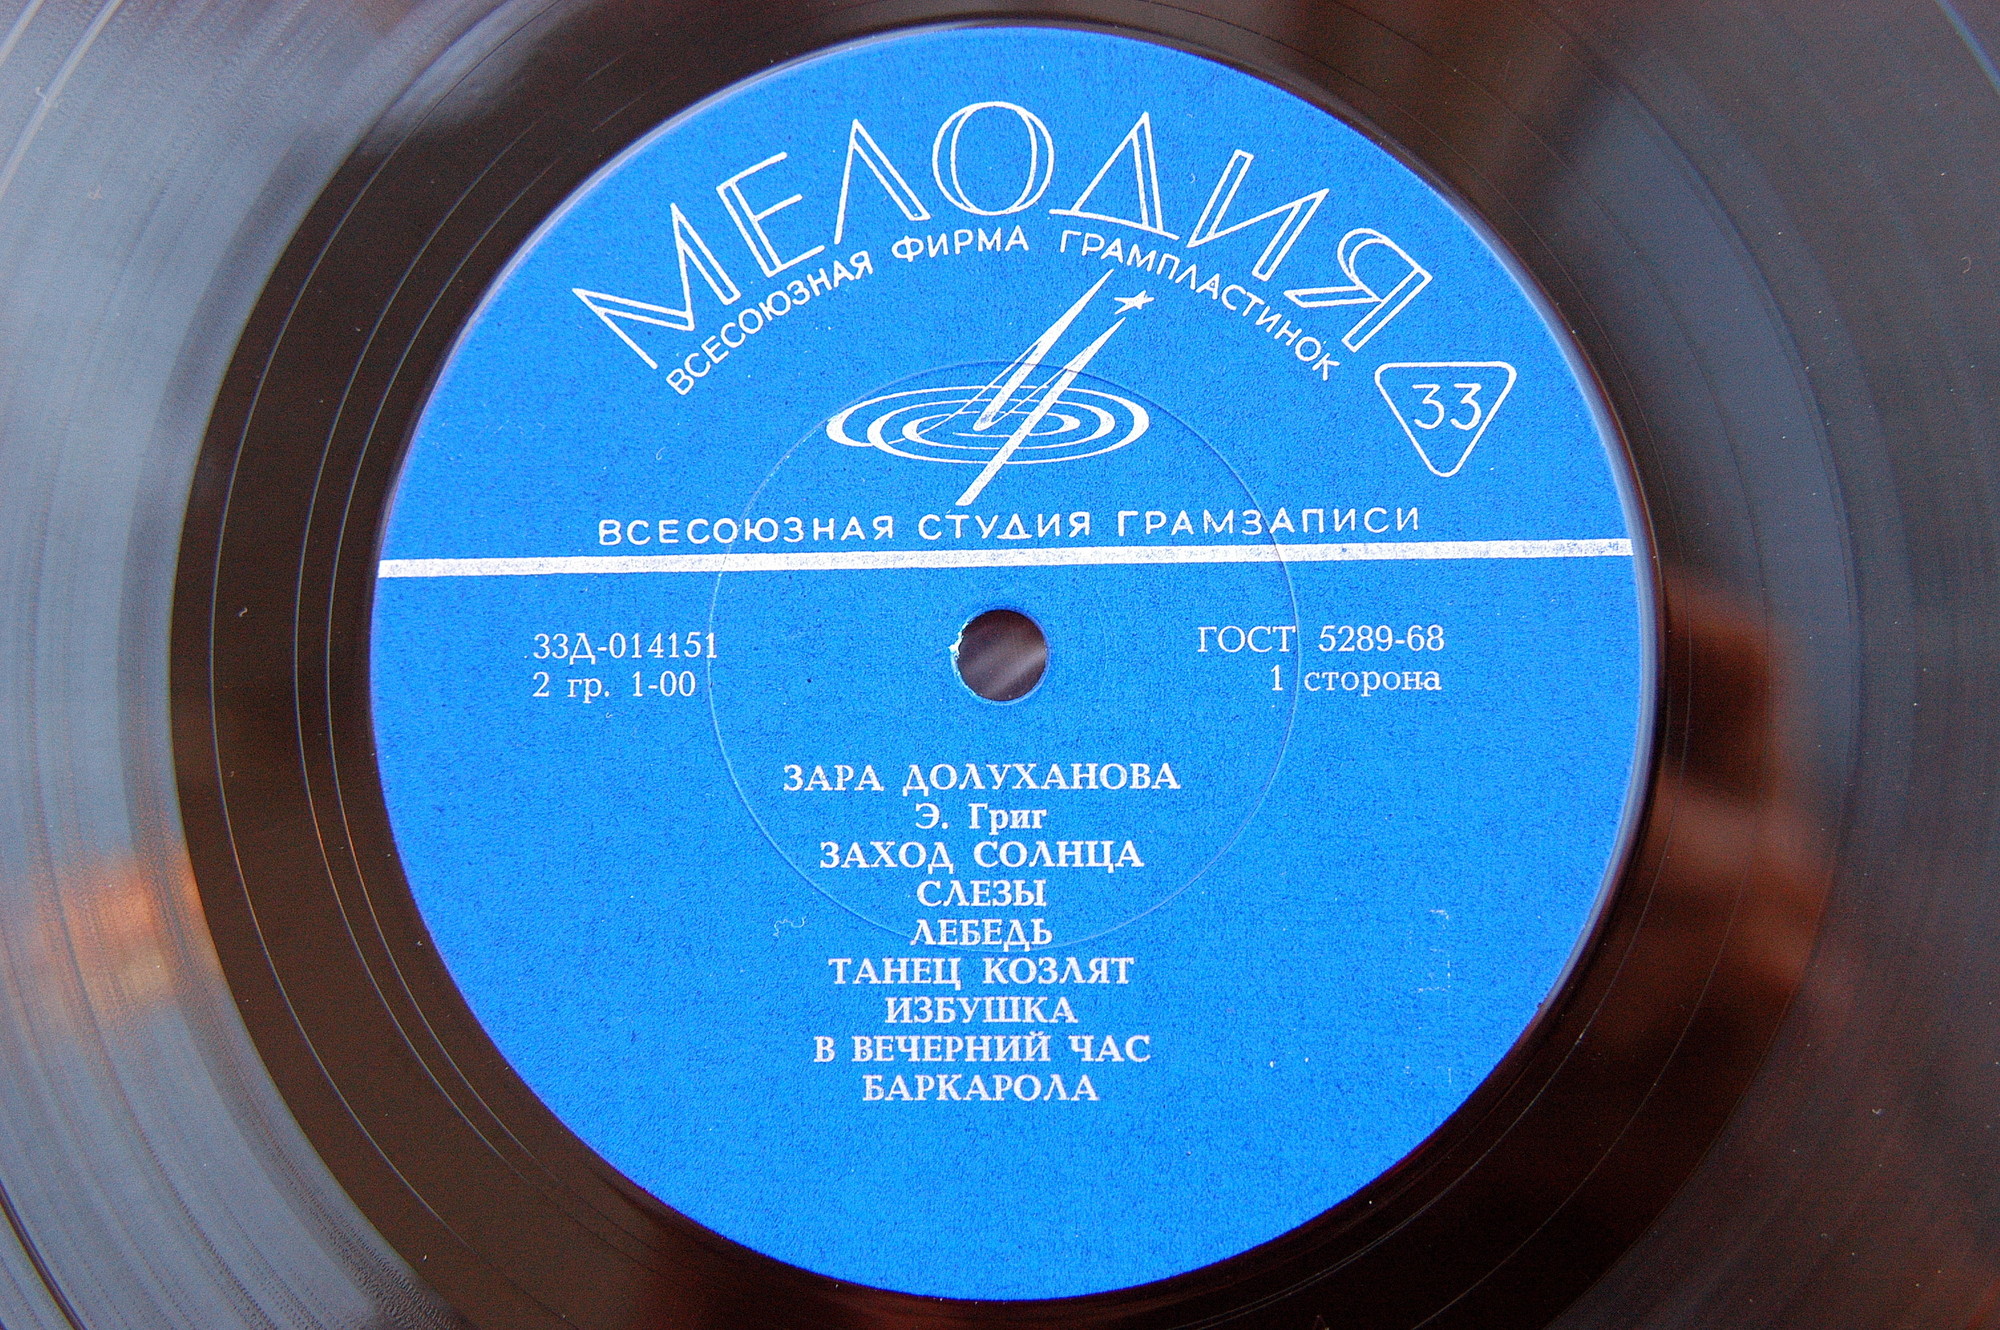 МЕЛОДИЯ
ВСЕСОЮЗНАЯ ФИРМА ГРАМПЛАСТИНОК
33
ВСЕСОЮЗНАЯ СТУДИЯ ГРАМЗАПИСИ
33Д-014151
2 гр. 1-00
ГОСТ 5289-68
1 сторона
ЗАРА ДОЛУХАНОВА
Э. Григ
ЗАХОД СОЛНЦА
СЛЕЗЫ
ЛЕБЕДЬ
ТАНЕЦ КОЗЛЯТ
ИЗБУШКА
В ВЕЧЕРНИЙ ЧАС
БАРКАРОЛА